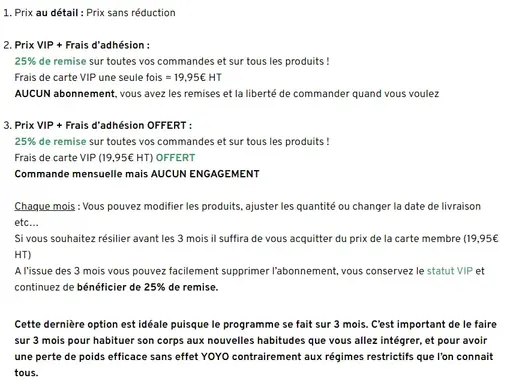 1. Prix au détail : Prix sans réduction
2. Prix VIP + Frais d'adhésion :
25% de remise sur toutes vos commandes et sur tous les produits !
Frais de carte VIP une seule fois = 19,95€ HT
AUCUN abonnement, vous avez les remises et la liberté de commander quand vous voulez
3. Prix VIP + Frais d'adhésion OFFERT :
25% de remise sur toutes vos commandes et sur tous les produits !
Frais de carte VIP (19,95€ HT) OFFERT
Commande mensuelle mais AUCUN ENGAGEMENT
Chaque mois : Vous pouvez modifier les produits, ajuster les quantité ou changer la date de livraison
etc…
Si vous souhaitez résilier avant les 3 mois il suffira de vous acquitter du prix de la carte membre (19,95€
HT)
A l'issue des 3 mois vous pouvez facilement supprimer l'abonnement, vous conservez le statut VIP et
continuez de bénéficier de 25% de remise.
Cette dernière option est idéale puisque le programme se fait sur 3 mois. C'est important de le faire
sur 3 mois pour habituer son corps aux nouvelles habitudes que vous allez intégrer, et pour avoir
une perte de poids efficace sans effet YOYO contrairement aux régimes restrictifs que l'on connait
tous.